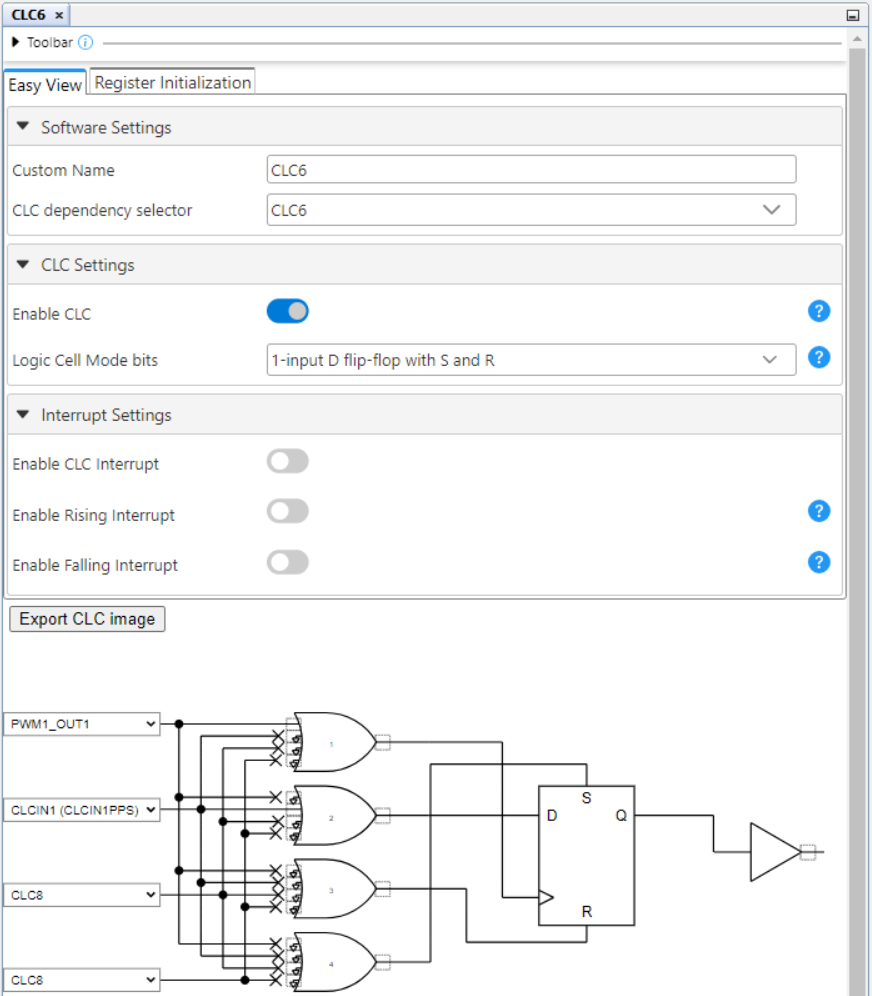 CLC6 ×
Toolbar
Easy View
Register Initialization
Software Settings
Custom Name
CLC6
CLC dependency selector
CLC6
CLC Settings
Enable CLC
?
Logic Cell Mode bits
1-input D flip-flop with S and R
?
Interrupt Settings
Enable CLC Interrupt
Enable Rising Interrupt
?
Enable Falling Interrupt
?
Export CLC image
PWM1_OUT1
1
CLCIN1 (CLCIN1PPS)
2
S
D
Q
CLC8
3
R
4
CLC8